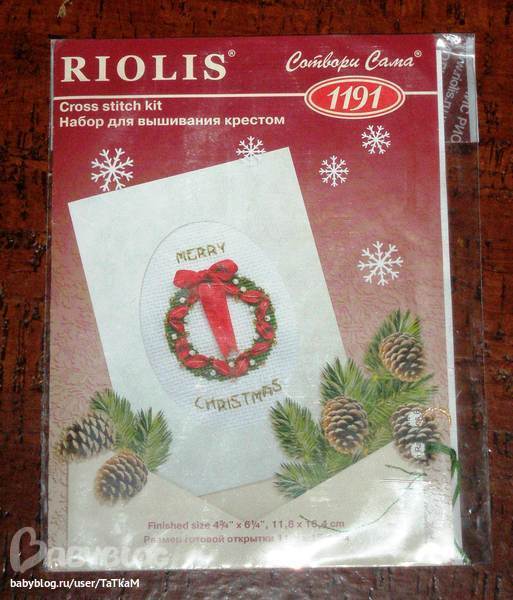 RIOLIS®
Сотвори Сама®
Cross stitch kit
1191
Набор для вышивания крестом
MERRY
CHRISTMAS
Finished size 4¾" x 6¼", 11,8 x 16,4 cm
Размер готовой открытки
BABYBLOG
babyblog.ru/user/TaTKaM